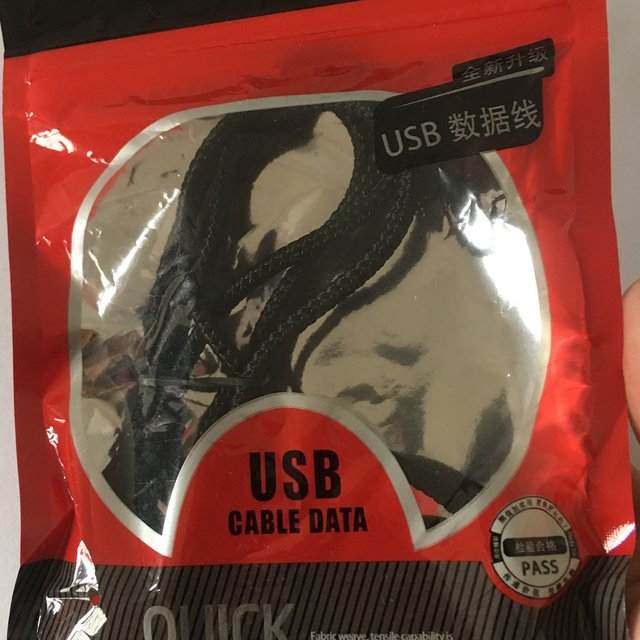 全新升级
USB 数据线
USB
CABLE DATA
检验合格
PASS
QUICK
Fabric weave, tensile capability is